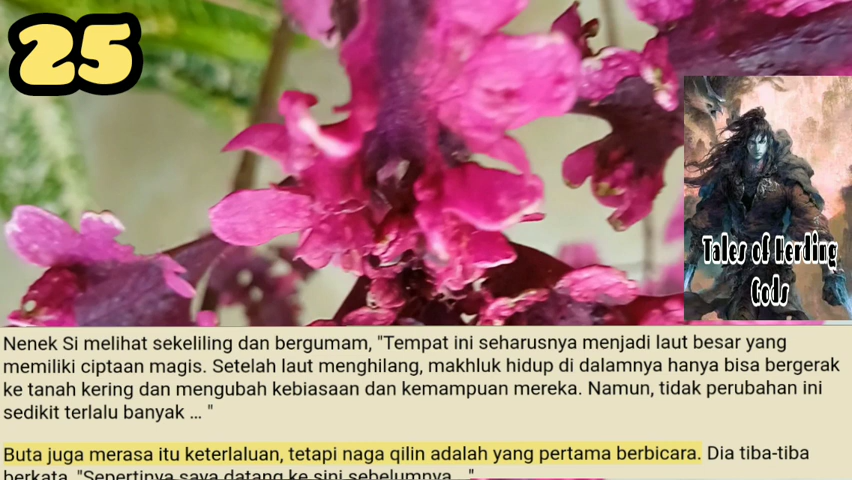 25
Tales of Herding
Gods
Nenek Si melihat sekeliling dan bergumam, "Tempat ini seharusnya menjadi laut besar yang
memiliki ciptaan magis. Setelah laut menghilang, makhluk hidup di dalamnya hanya bisa bergerak
ke tanah kering dan mengubah kebiasaan dan kemampuan mereka. Namun, tidak perubahan ini
sedikit terlalu banyak … "
Buta juga merasa itu keterlaluan, tetapi naga qilin adalah yang pertama berbicara. Dia tiba-tiba
berkata, "Sepertinya saya datang ke sini sebelumnya… "